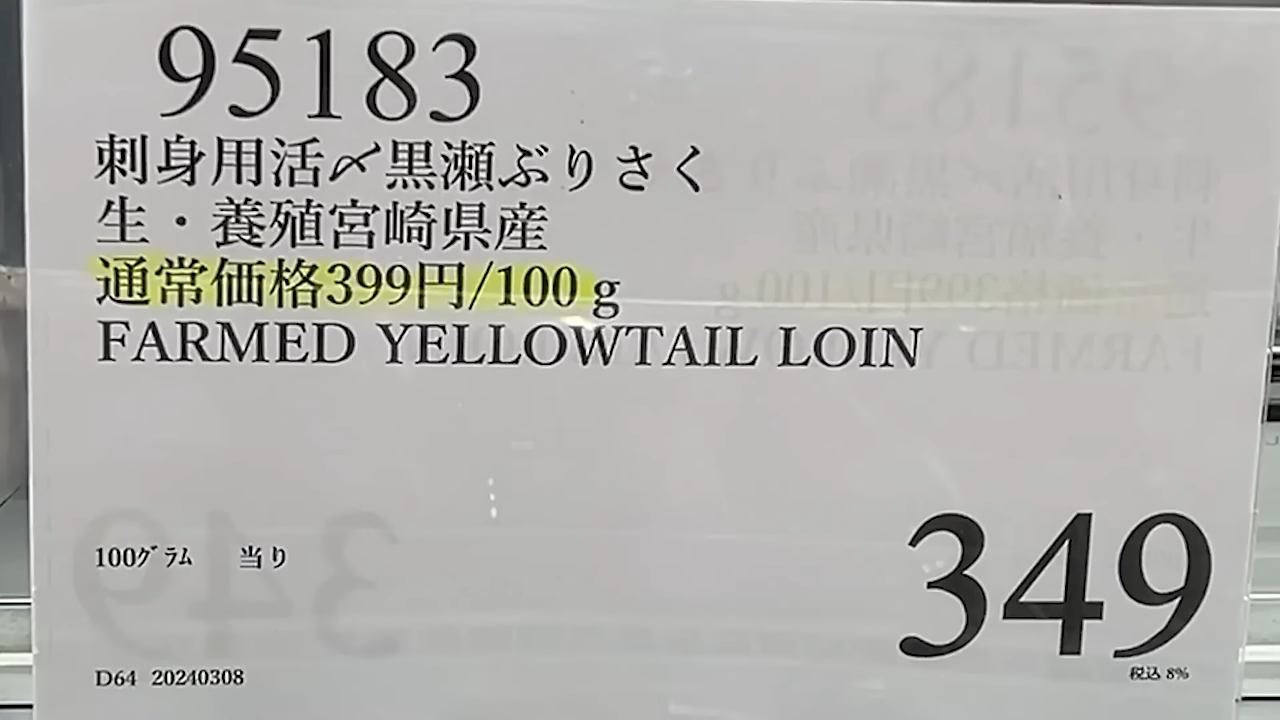 95183
刺身用活〆黒瀬ぶりさく
生・養殖宮崎県産
通常価格399円/100ｇ
FARMED YELLOWTAIL LOIN
100ｸﾞﾗﾑ 当り
349
税込 8%
D64 20240308